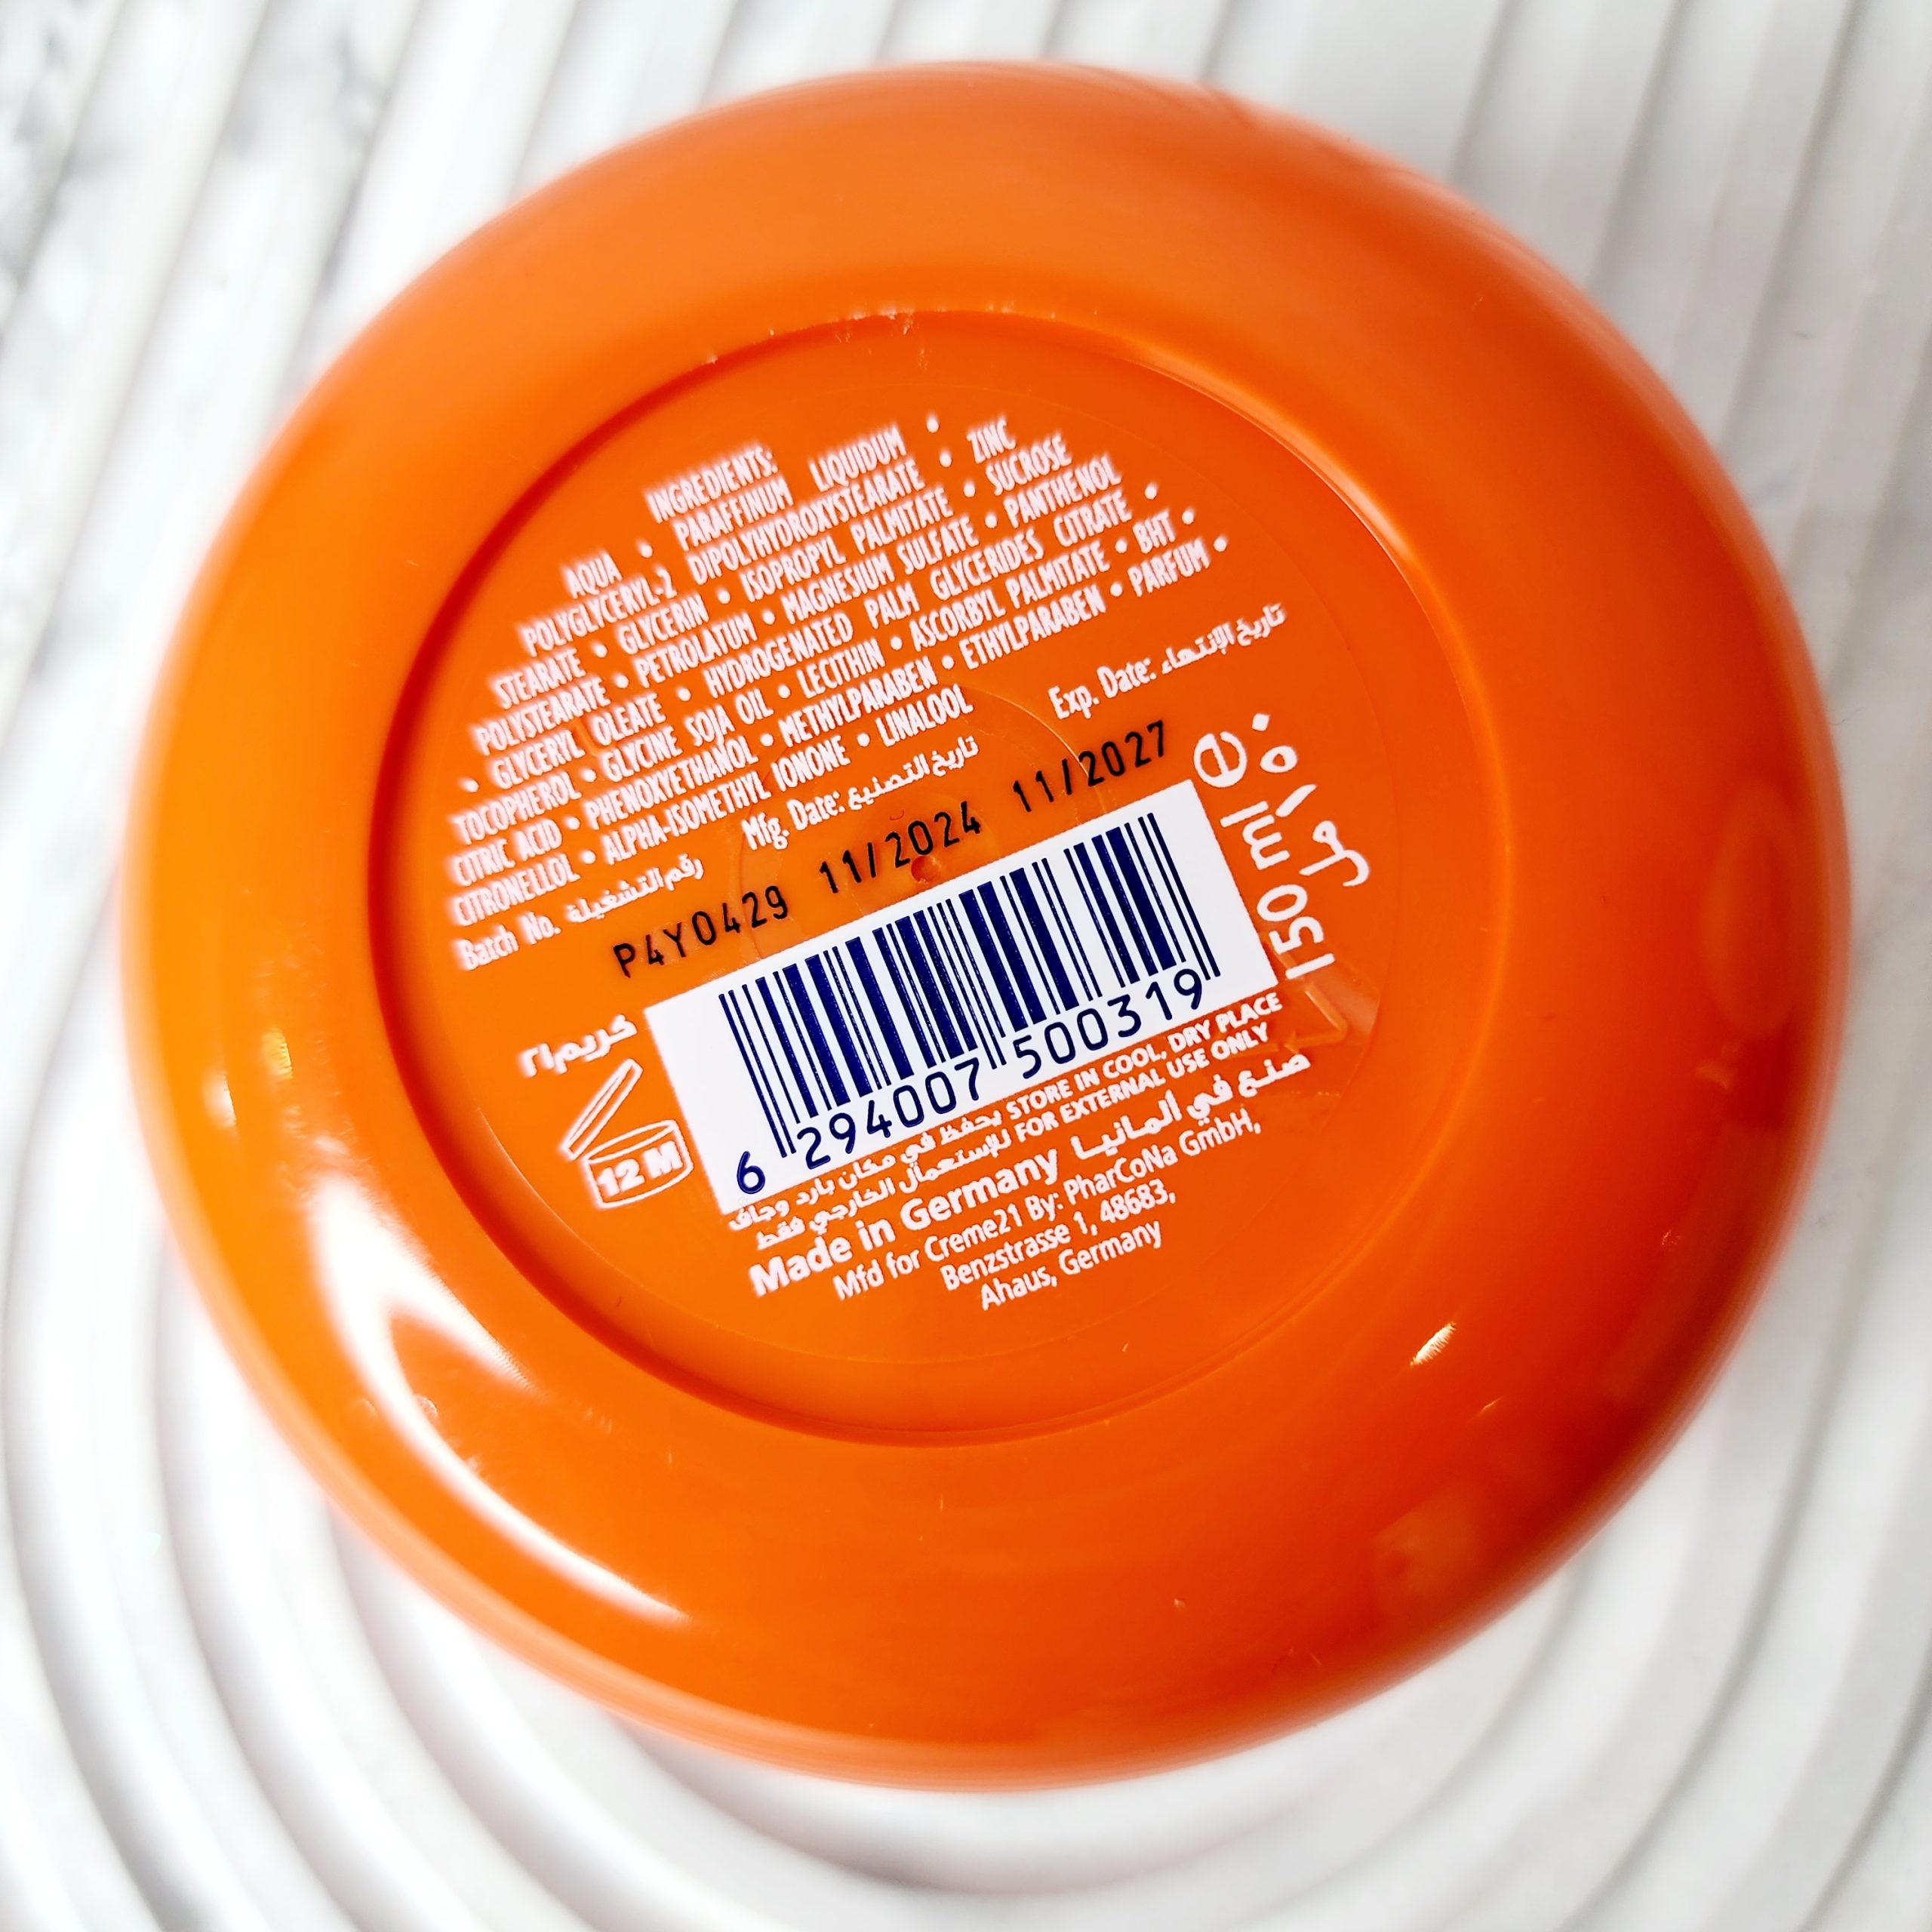 INGREDIENTS:
AQUA • PARAFFINIUM LIQUIDUM •
POLYGLYCERYL-2 DIPOLYHYDROXYSTEARATE • ZINC
STEARATE • GLYCERIN • ISOPROPYL PALMITATE • SUCROSE
POLYSTEARATE • PETROLATUM • MAGNESIUM SULFATE • PANTHENOL
• GLYCERYL OLEATE • HYDROGENATED PALM GLYCERIDES CITRATE •
TOCOPHEROL • GLYCINE SOJA OIL • LECITHIN • ASCORBYL PALMITATE • BHT •
CITRIC ACID • PHENOXYETHANOL • METHYLPARABEN • ETHYLPARABEN • PARFUM •
CITRONELLOL • ALPHA-ISOMETHYL IONONE • LINALOOL
Batch No. رقم التشغيلة Mfg. Date: تاريخ التصنيع Exp. Date: تاريخ الإنتهاء
P4Y0429 11/2024 11/2027
كريم٢١
12 M
6 294007 500319
150 ml e
١٥٠ مل
يحفظ في مكان بارد وجاف STORE IN COOL, DRY PLACE
للإستعمال الخارجي فقط FOR EXTERNAL USE ONLY
Made in Germany صنع في المانيا
Mfd for Creme21 By: PharCoNa GmbH,
Benzstrasse 1, 48683,
Ahaus, Germany